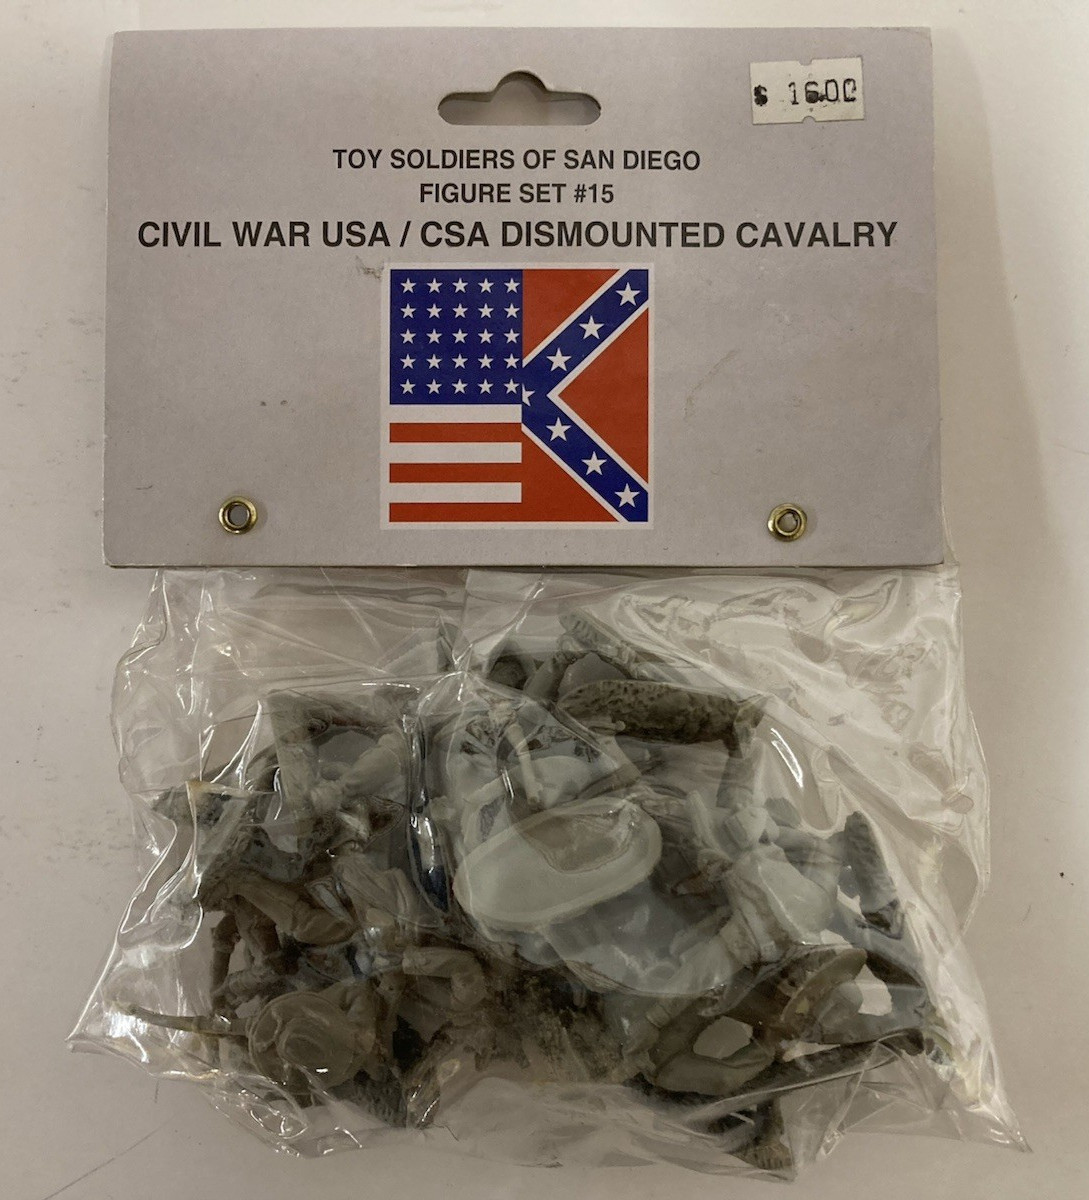 $ 16.00
TOY SOLDIERS OF SAN DIEGO
FIGURE SET #15
CIVIL WAR USA / CSA DISMOUNTED CAVALRY